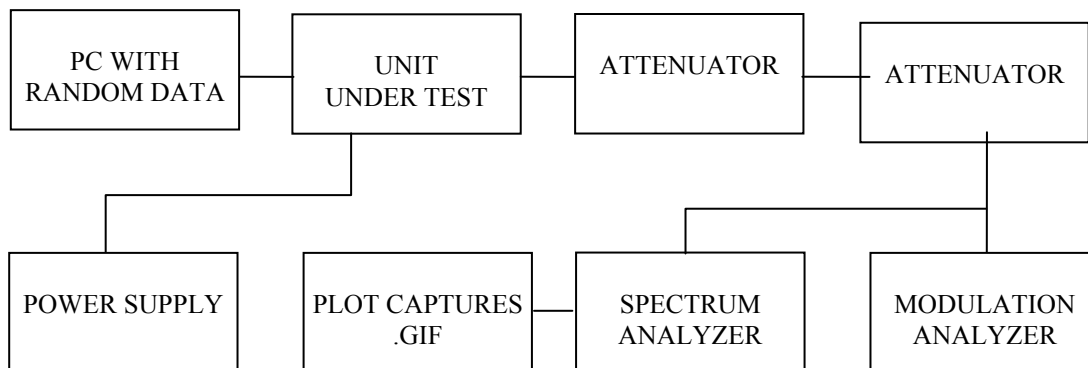 PC WITH
RANDOM DATA
UNIT
UNDER TEST
ATTENUATOR
ATTENUATOR
POWER SUPPLY
PLOT CAPTURES
.GIF
SPECTRUM
ANALYZER
MODULATION
ANALYZER